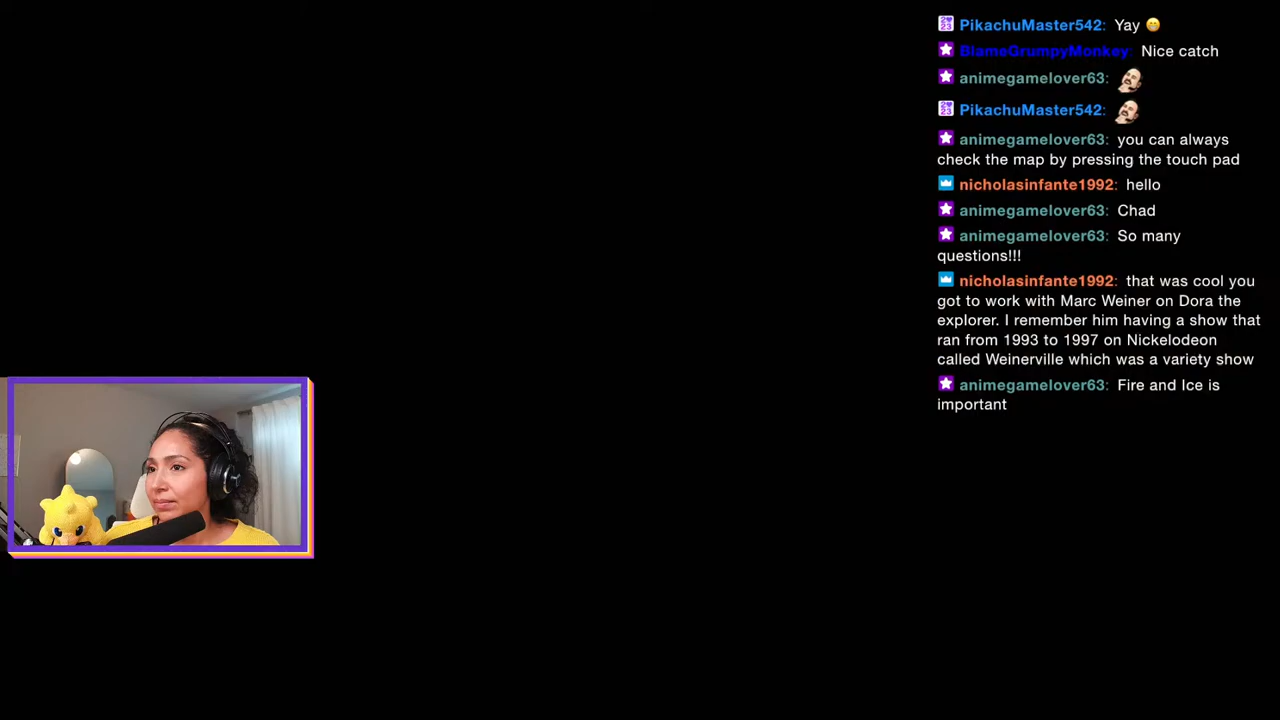 PikachuMaster542: Yay 😁
BlameGrumpyMonkey: Nice catch
animegamelover63:
PikachuMaster542:
animegamelover63: you can always
check the map by pressing the touch pad
nicholasinfante1992: hello
animegamelover63: Chad
animegamelover63: So many
questions!!!
nicholasinfante1992: that was cool you
got to work with Marc Weiner on Dora the
explorer. I remember him having a show that
ran from 1993 to 1997 on Nickelodeon
called Weinerville which was a variety show
animegamelover63: Fire and Ice is
important